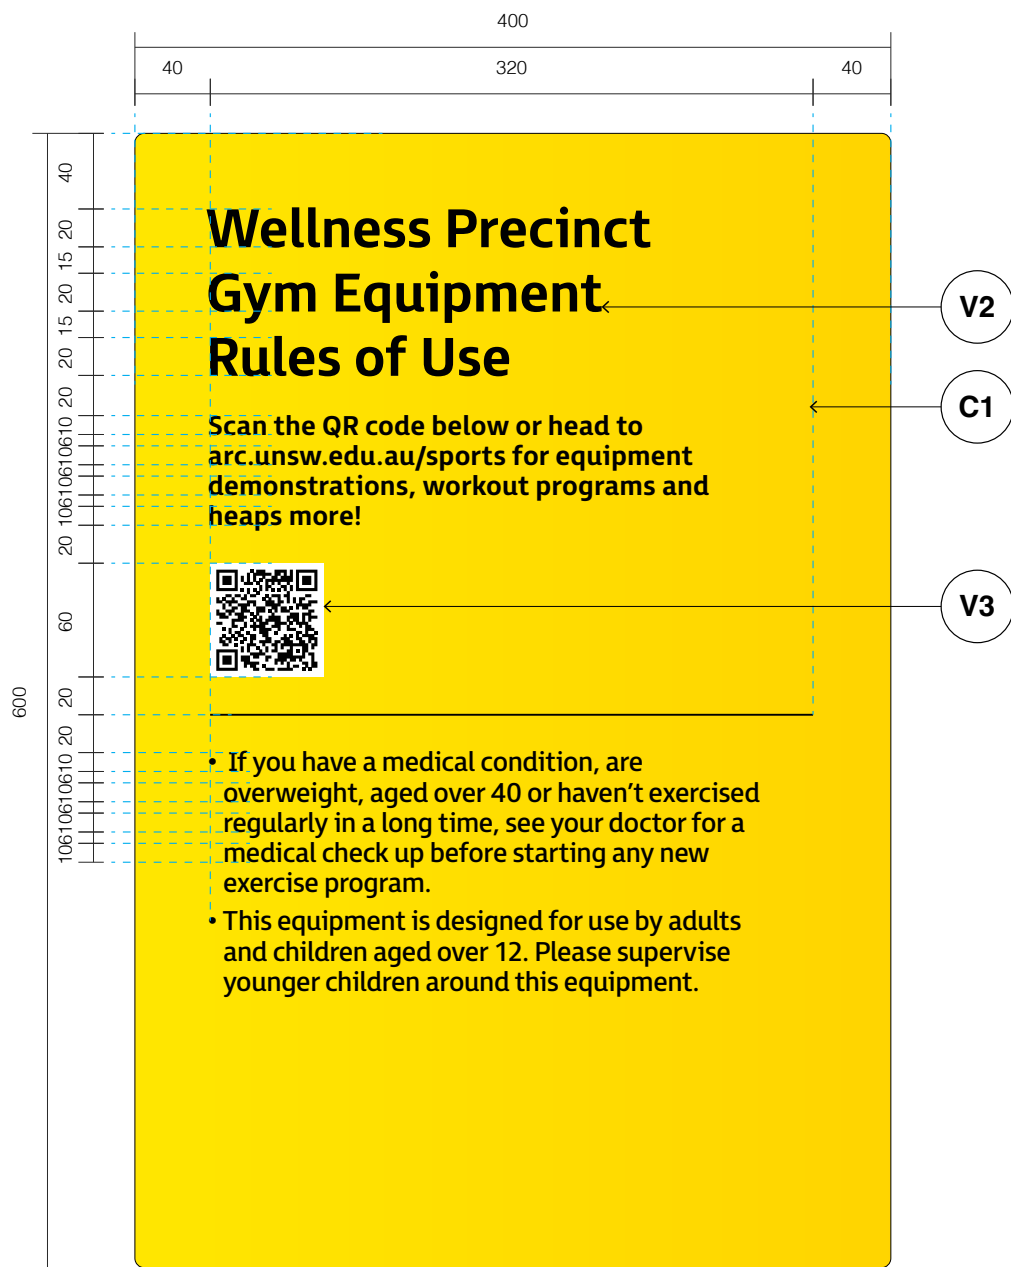 400
40 320 40
40
20
15
20
15
20
20
10
6
10
6
10
6
10
20
60
20
20
10
6
10
6
10
6
10
600
Wellness Precinct
Gym Equipment
Rules of Use
V2
C1
Scan the QR code below or head to
arc.unsw.edu.au/sports for equipment
demonstrations, workout programs and
heaps more!
V3
• If you have a medical condition, are
overweight, aged over 40 or haven’t exercised
regularly in a long time, see your doctor for a
medical check up before starting any new
exercise program.
• This equipment is designed for use by adults
and children aged over 12. Please supervise
younger children around this equipment.